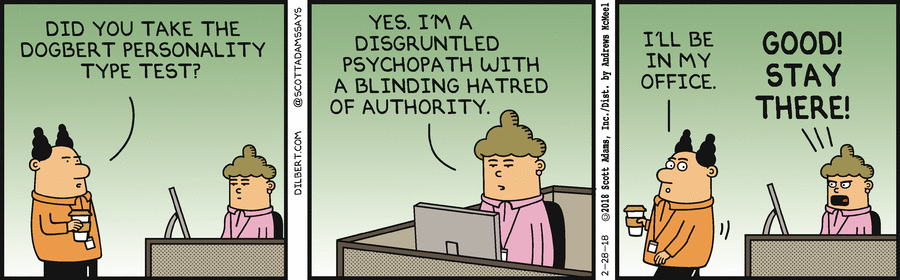 DID YOU TAKE THE
DOGBERT PERSONALITY
TYPE TEST?
DILBERT.COM @SCOTTADAMSSAYS
YES. I'M A
DISGRUNTLED
PSYCHOPATH WITH
A BLINDING HATRED
OF AUTHORITY.
2-28-18 ©2018 Scott Adams, Inc./Dist. by Andrews McMeel
I'LL BE
IN MY
OFFICE.
GOOD!
STAY
THERE!